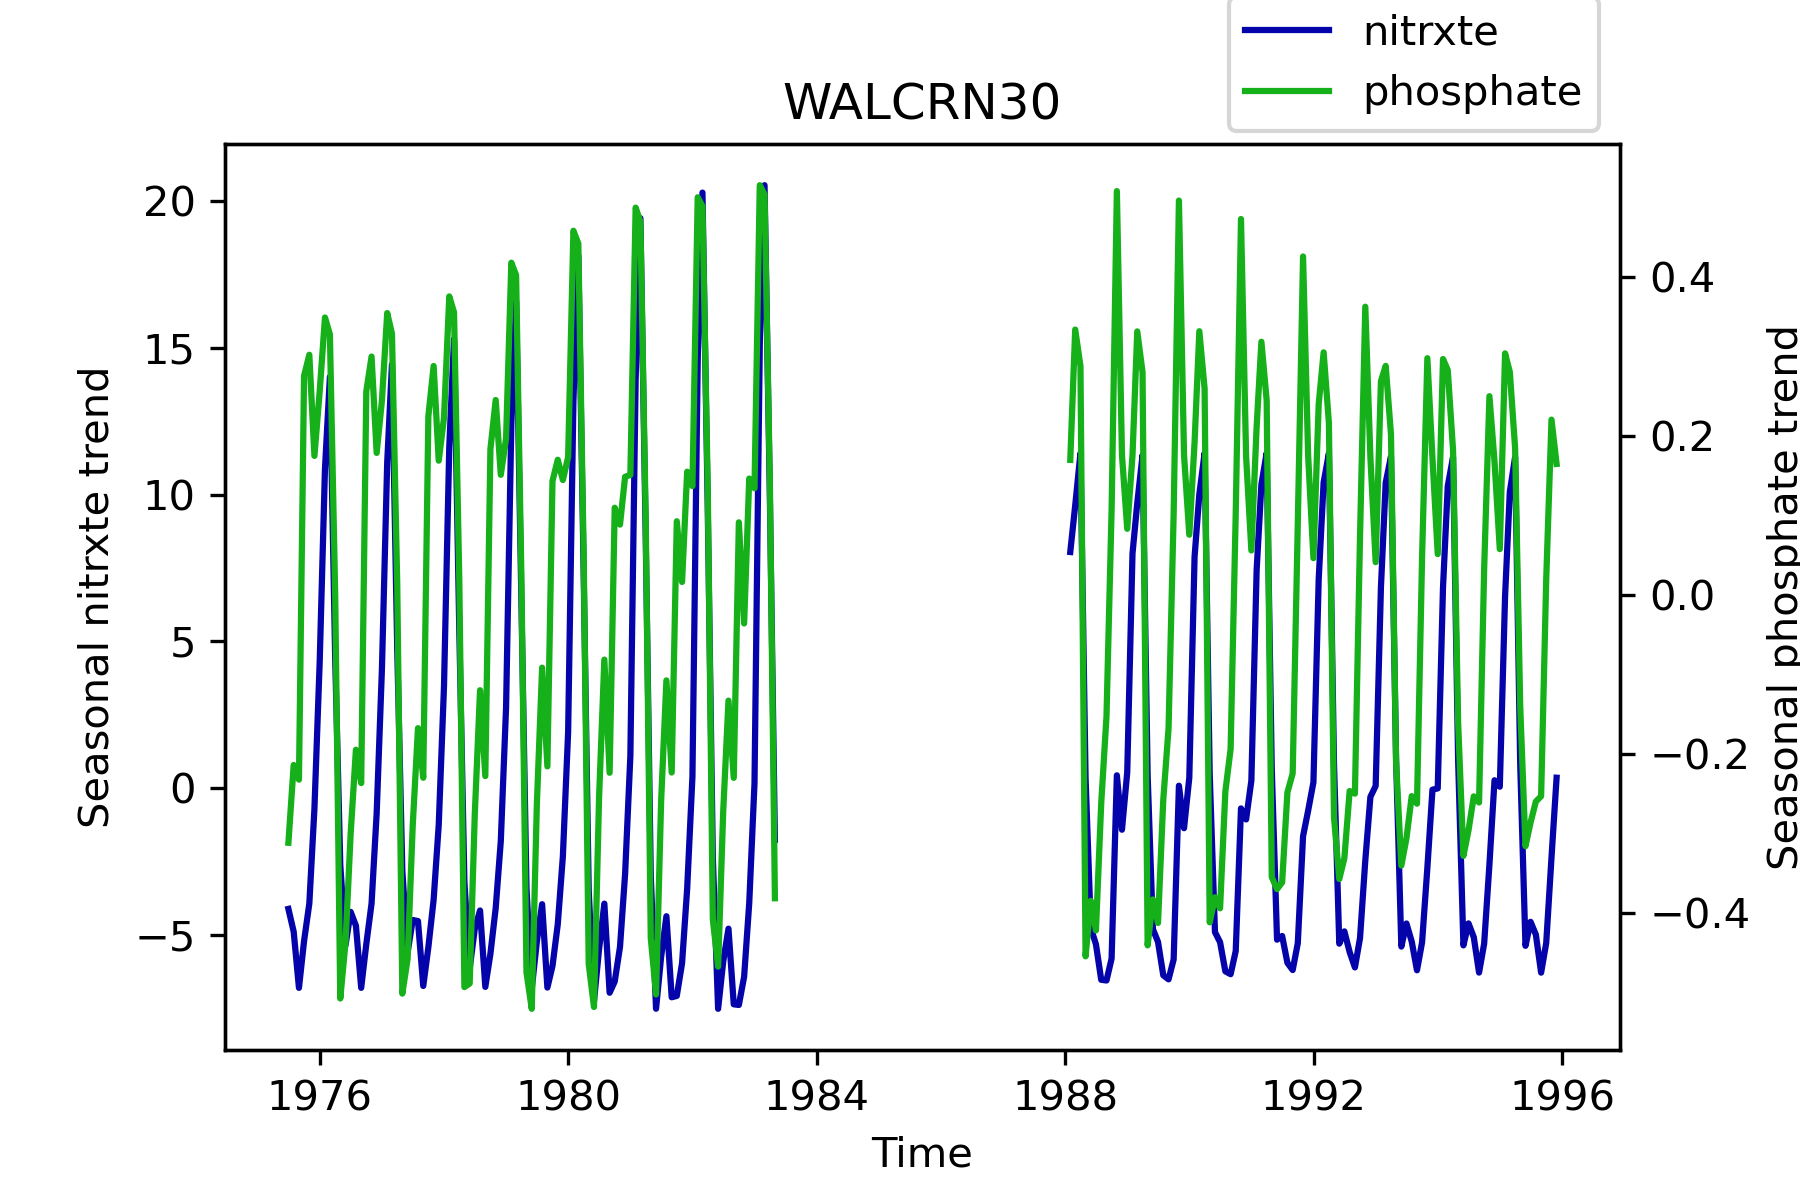 nitrxte
phosphate
WALCRN30
Seasonal nitrxte trend
20
15
10
5
0
−5
0.4
0.2
0.0
−0.2
−0.4
Seasonal phosphate trend
1976
1980
1984
1988
1992
1996
Time